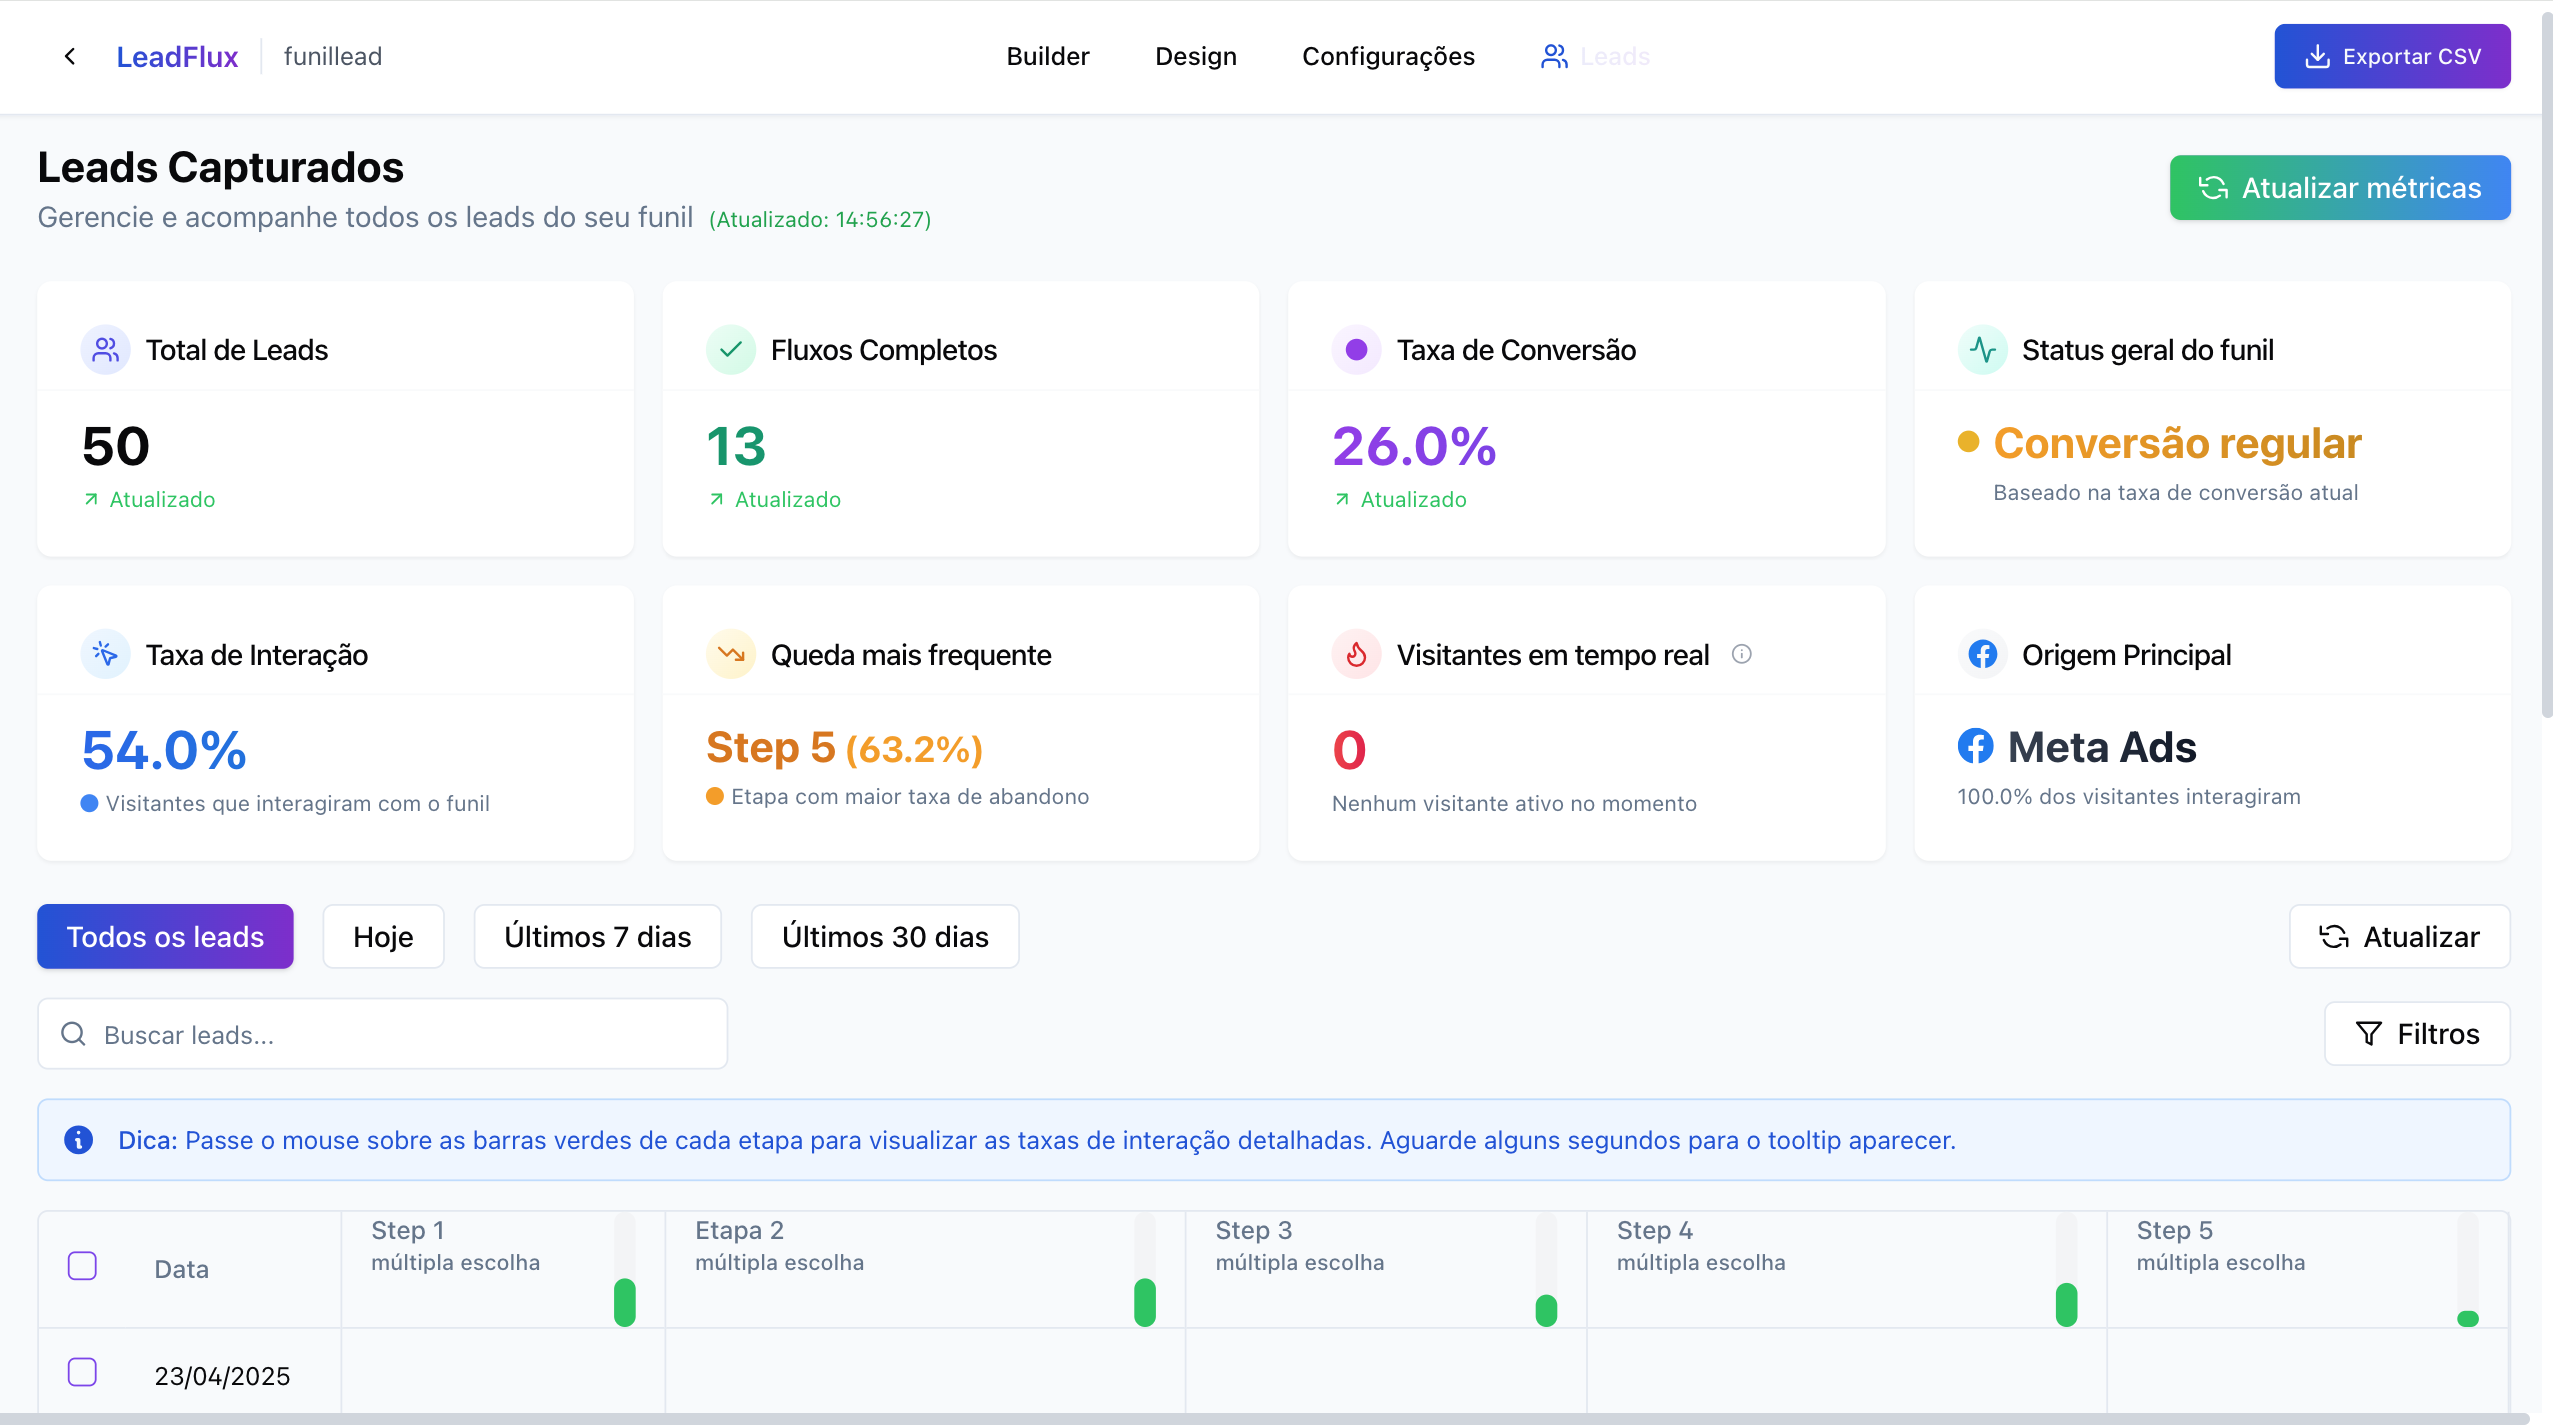 LeadFlux
funillead
Builder
Design
Configurações
Leads
Exportar CSV
Leads Capturados
Gerencie e acompanhe todos os leads do seu funil (Atualizado: 14:56:27)
Atualizar métricas
Total de Leads
50
Atualizado
Fluxos Completos
13
Atualizado
Taxa de Conversão
26.0%
Atualizado
Status geral do funil
Conversão regular
Baseado na taxa de conversão atual
Taxa de Interação
54.0%
Visitantes que interagiram com o funil
Queda mais frequente
Step 5 (63.2%)
Etapa com maior taxa de abandono
Visitantes em tempo real
0
Nenhum visitante ativo no momento
Origem Principal
Meta Ads
100.0% dos visitantes interagiram
Todos os leads
Hoje
Últimos 7 dias
Últimos 30 dias
Atualizar
Buscar leads...
Filtros
Dica: Passe o mouse sobre as barras verdes de cada etapa para visualizar as taxas de interação detalhadas. Aguarde alguns segundos para o tooltip aparecer.
Data
Step 1
múltipla escolha
Etapa 2
múltipla escolha
Step 3
múltipla escolha
Step 4
múltipla escolha
Step 5
múltipla escolha
23/04/2025